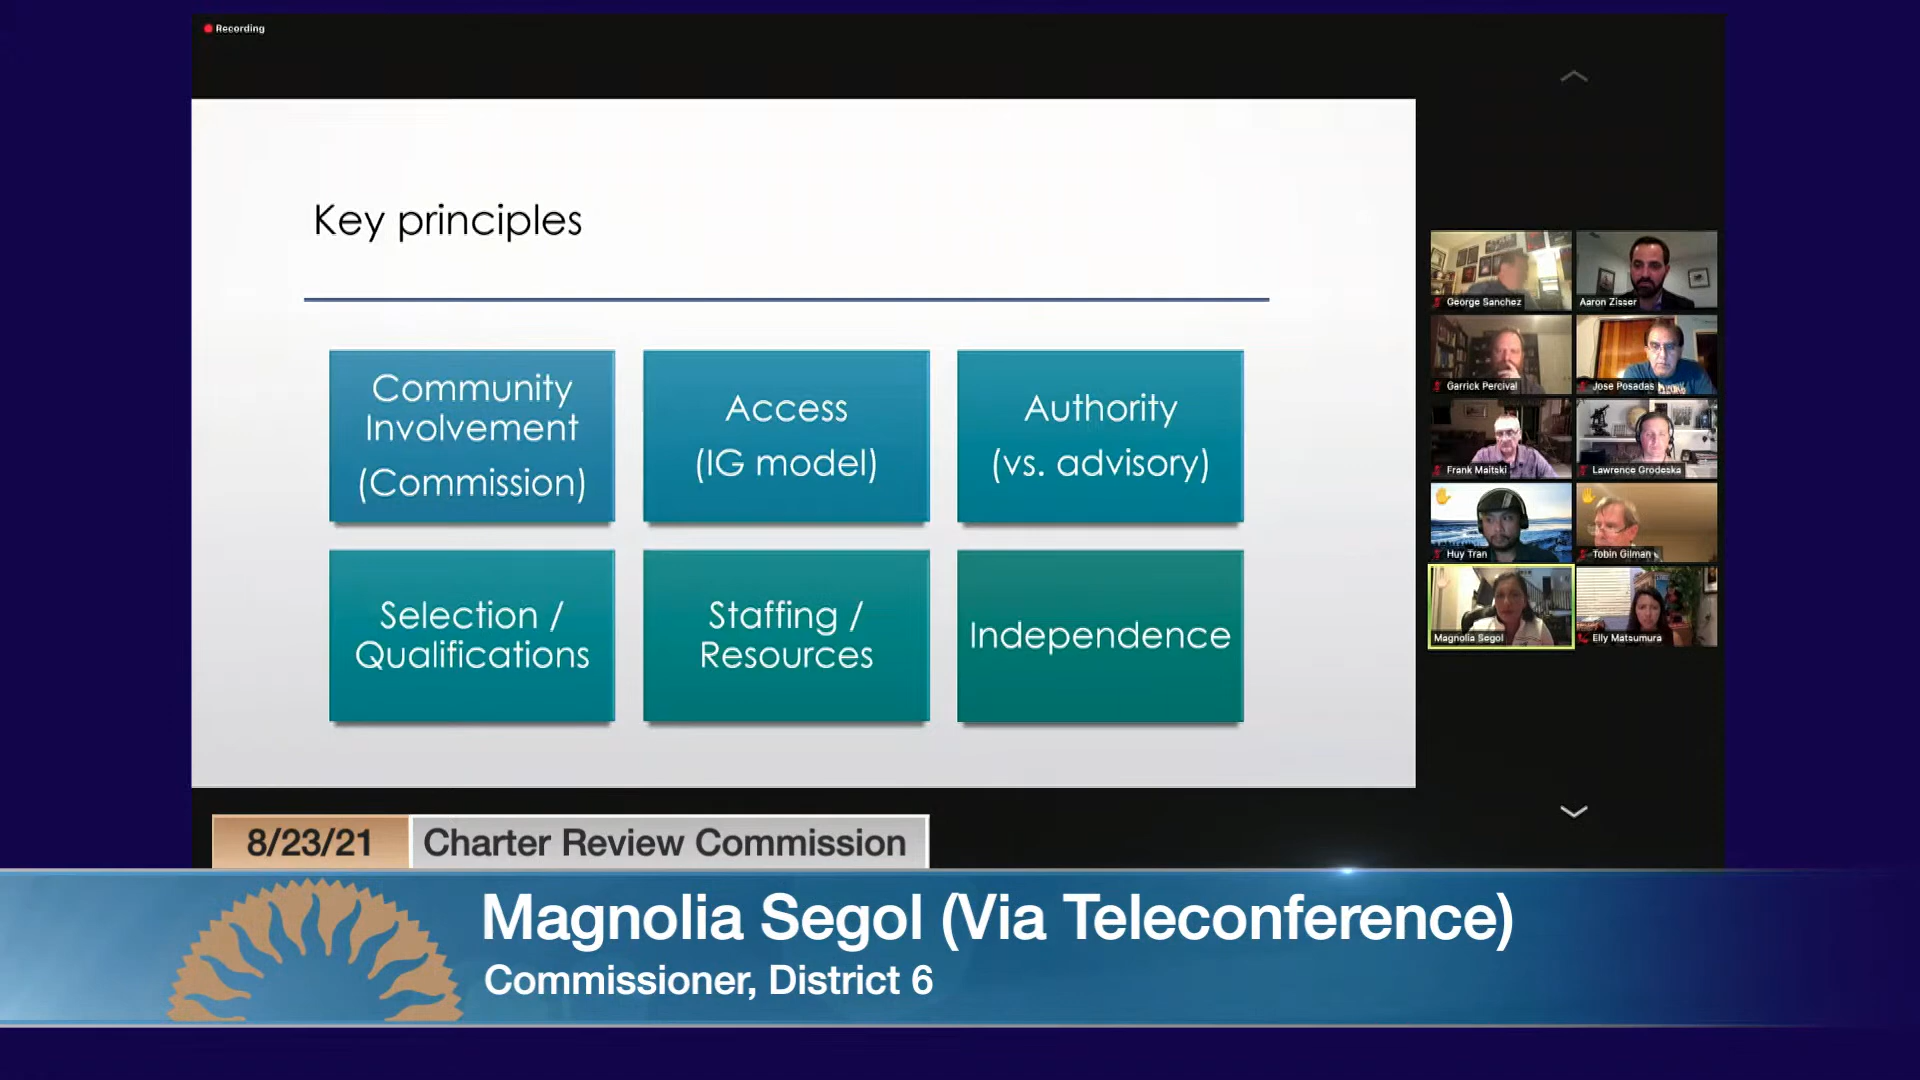 Recording
Key principles
Community
Involvement
(Commission)
Access
(IG model)
Authority
(vs. advisory)
Selection /
Qualifications
Staffing /
Resources
Independence
George Sanchez
Aaron Zisser
Garrick Percival
Jose Posadas
Frank Maitski
Lawrence Grodeska
Huy Tran
Tobin Gilman
Magnolia Segol
Elly Matsumura
8/23/21
Charter Review Commission
Magnolia Segol (Via Teleconference)
Commissioner, District 6